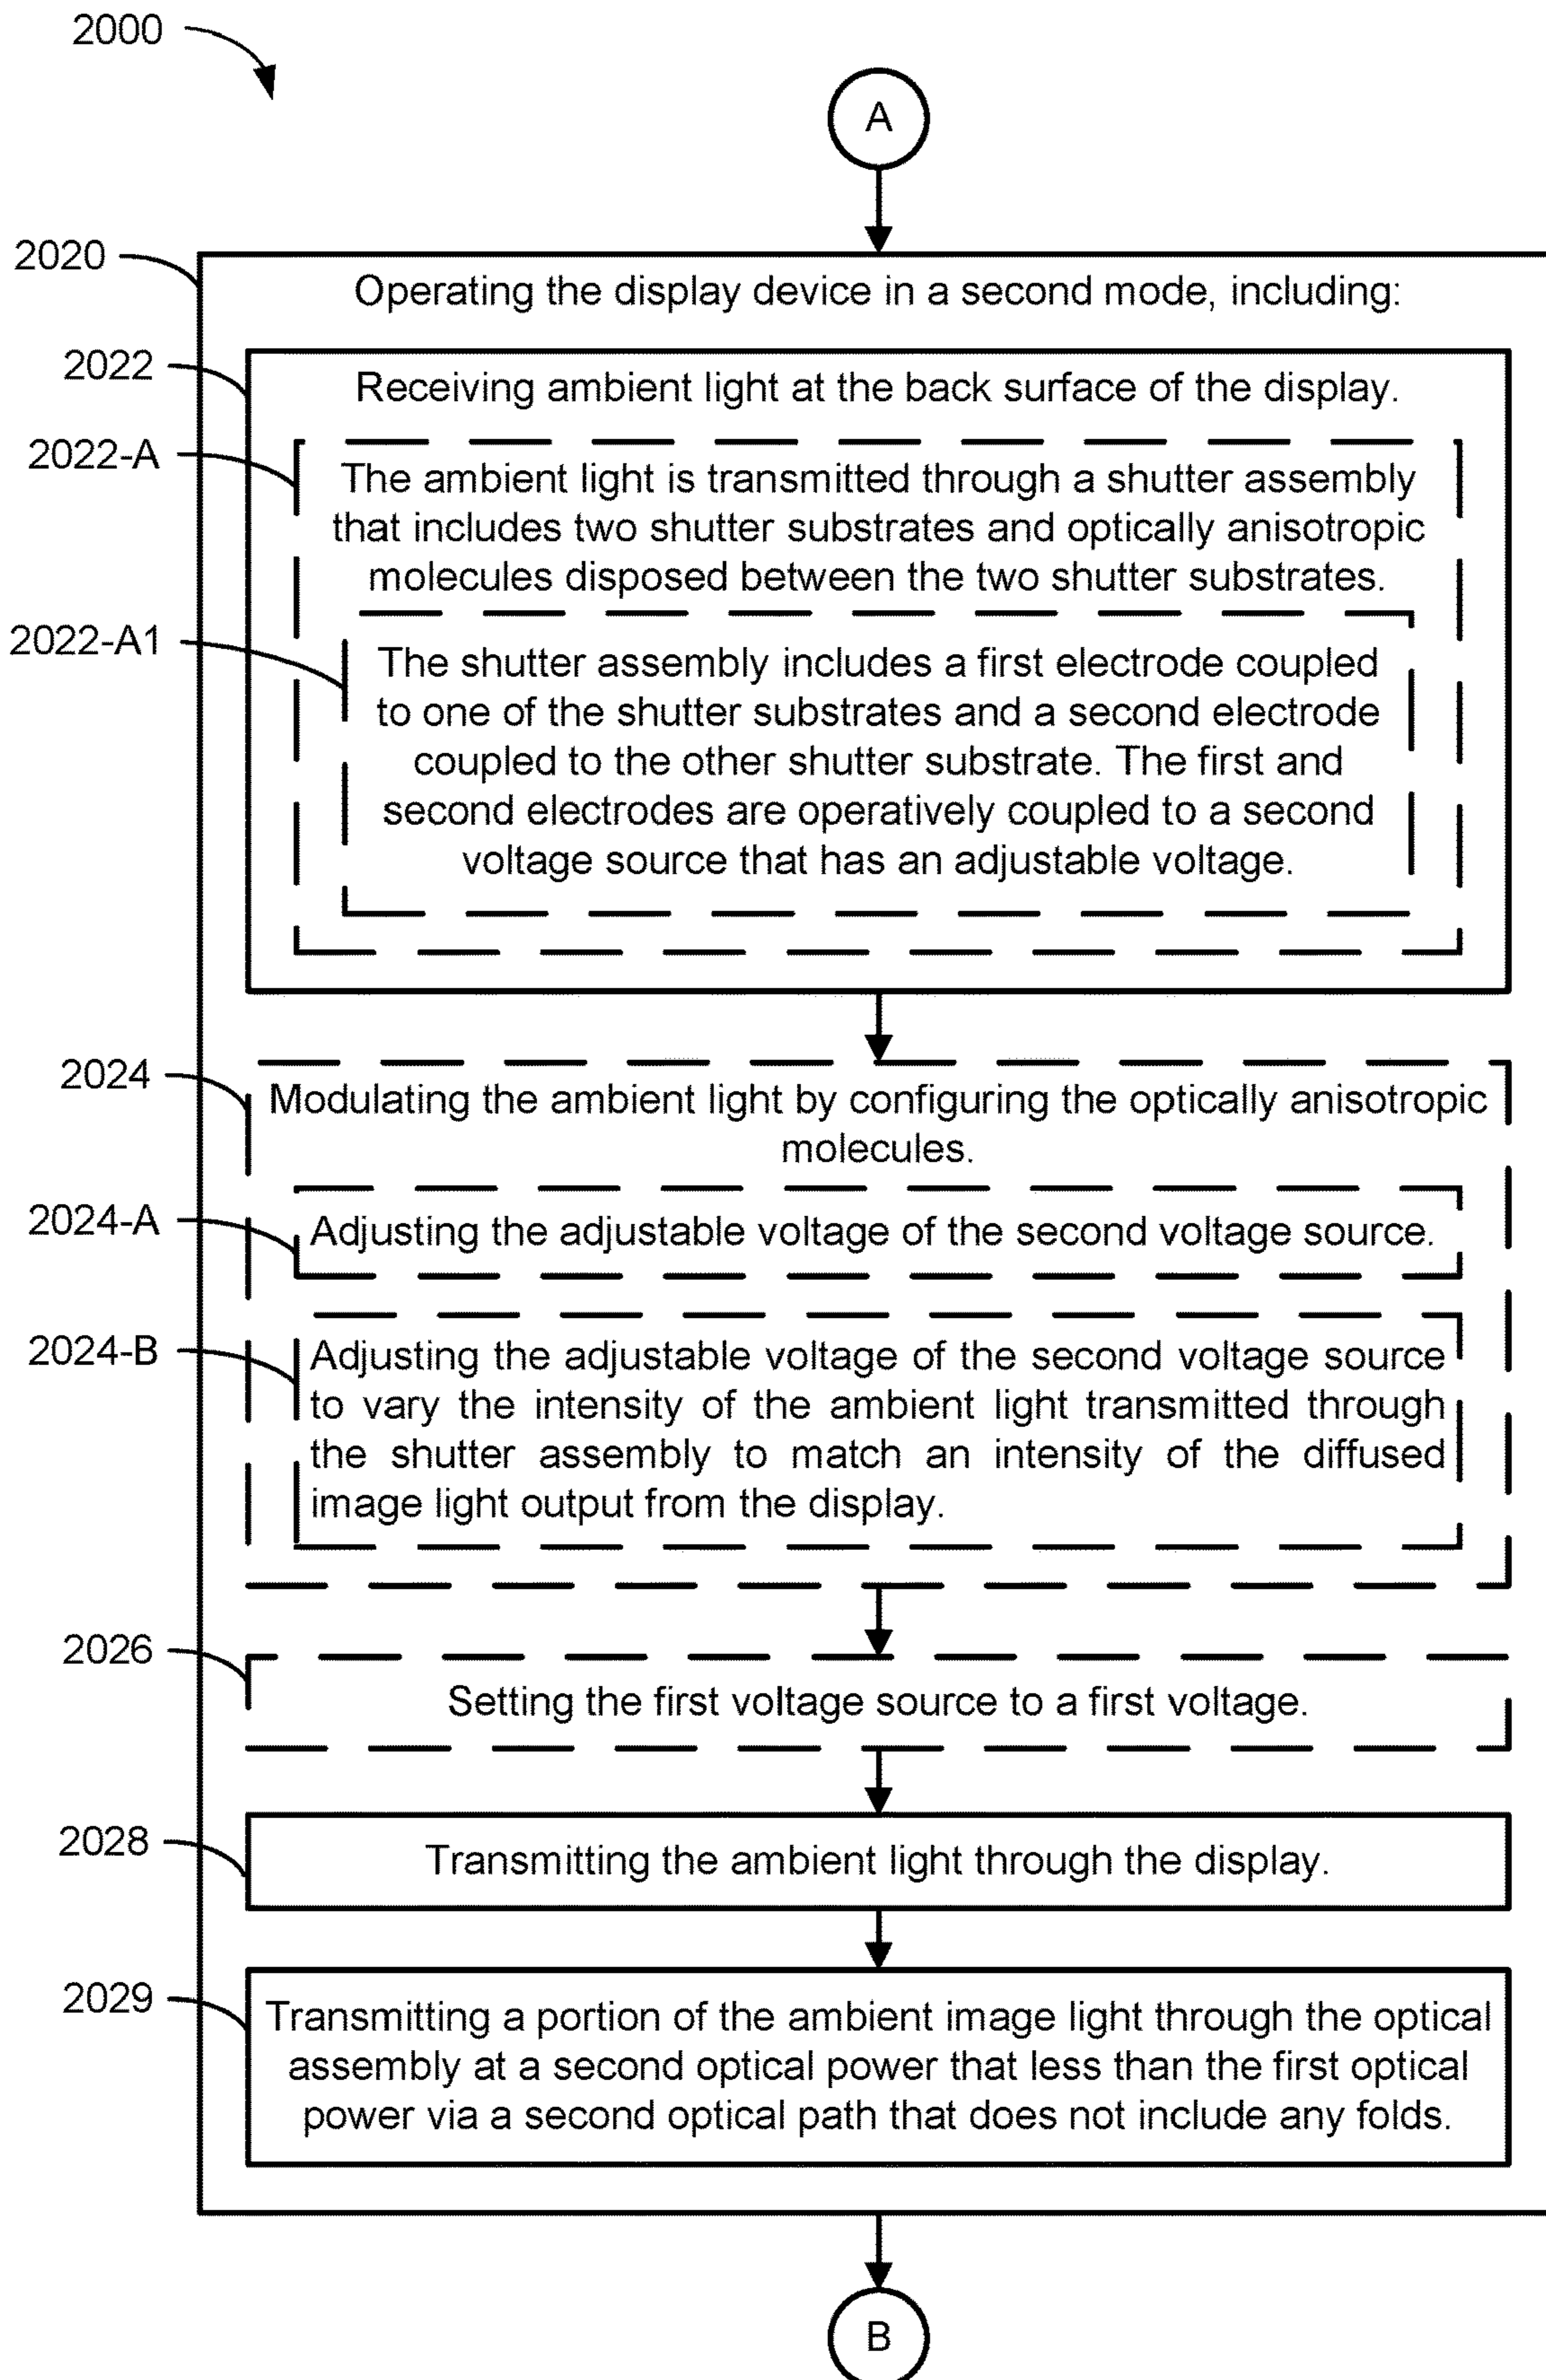 2000
A
2020
Operating the display device in a second mode, including:
2022
Receiving ambient light at the back surface of the display.
2022-A
The ambient light is transmitted through a shutter assembly
that includes two shutter substrates and optically anisotropic
molecules disposed between the two shutter substrates.
2022-A1
The shutter assembly includes a first electrode coupled
to one of the shutter substrates and a second electrode
coupled to the other shutter substrate. The first and
second electrodes are operatively coupled to a second
voltage source that has an adjustable voltage.
2024
Modulating the ambient light by configuring the optically anisotropic
molecules.
2024-A
Adjusting the adjustable voltage of the second voltage source.
2024-B
Adjusting the adjustable voltage of the second voltage source
to vary the intensity of the ambient light transmitted through
the shutter assembly to match an intensity of the diffused
image light output from the display.
2026
Setting the first voltage source to a first voltage.
2028
Transmitting the ambient light through the display.
2029
Transmitting a portion of the ambient image light through the optical
assembly at a second optical power that less than the first optical
power via a second optical path that does not include any folds.
B